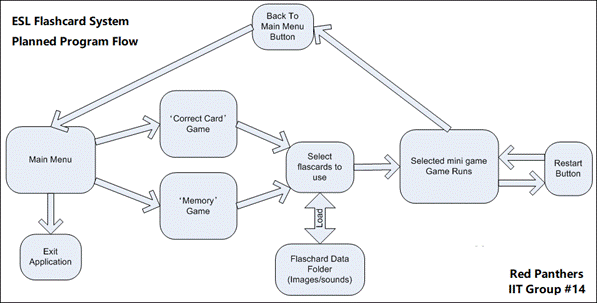 ESL Flashcard System
Planned Program Flow
Back To
Main Menu
Button
'Correct Card'
Game
Main Menu
Select
flascards to
use
Selected mini game
Game Runs
Restart
Button
'Memory'
Game
Load
Exit
Application
Flaschard Data
Folder
(Images/sounds)
Red Panthers
IIT Group #14